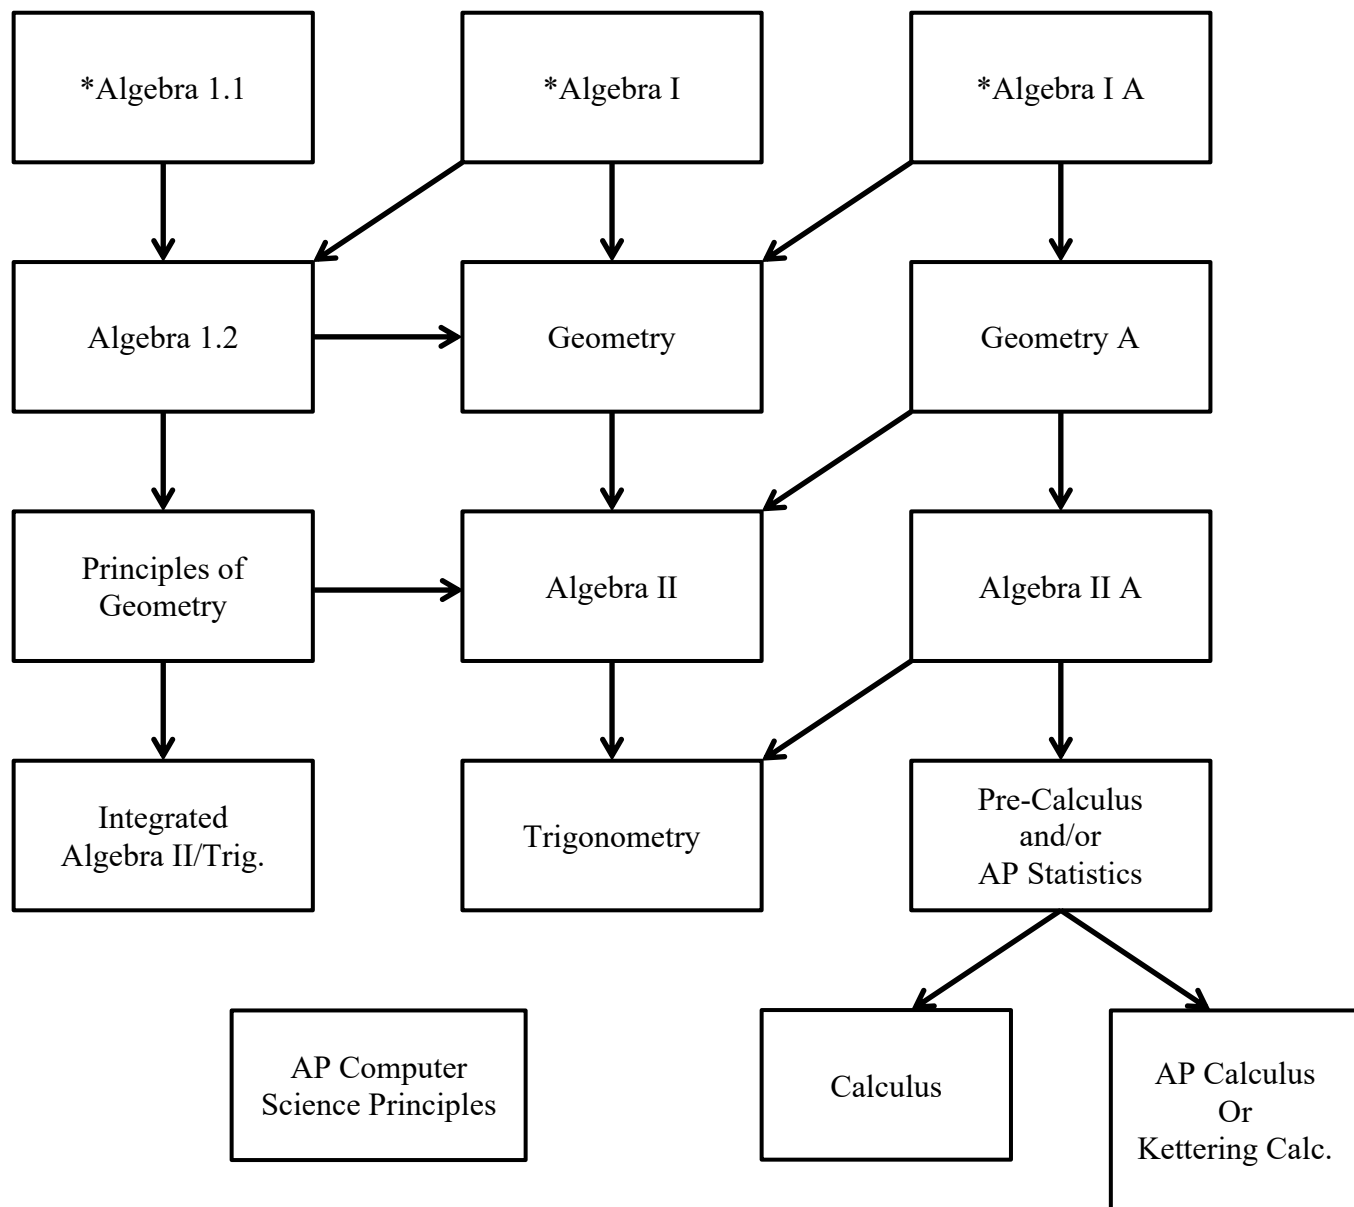 *Algebra 1.1
*Algebra I
*Algebra I A
Algebra 1.2
Geometry
Geometry A
Principles of
Geometry
Algebra II
Algebra II A
Integrated
Algebra II/Trig.
Trigonometry
Pre-Calculus
and/or
AP Statistics
AP Computer
Science Principles
Calculus
AP Calculus
Or
Kettering Calc.